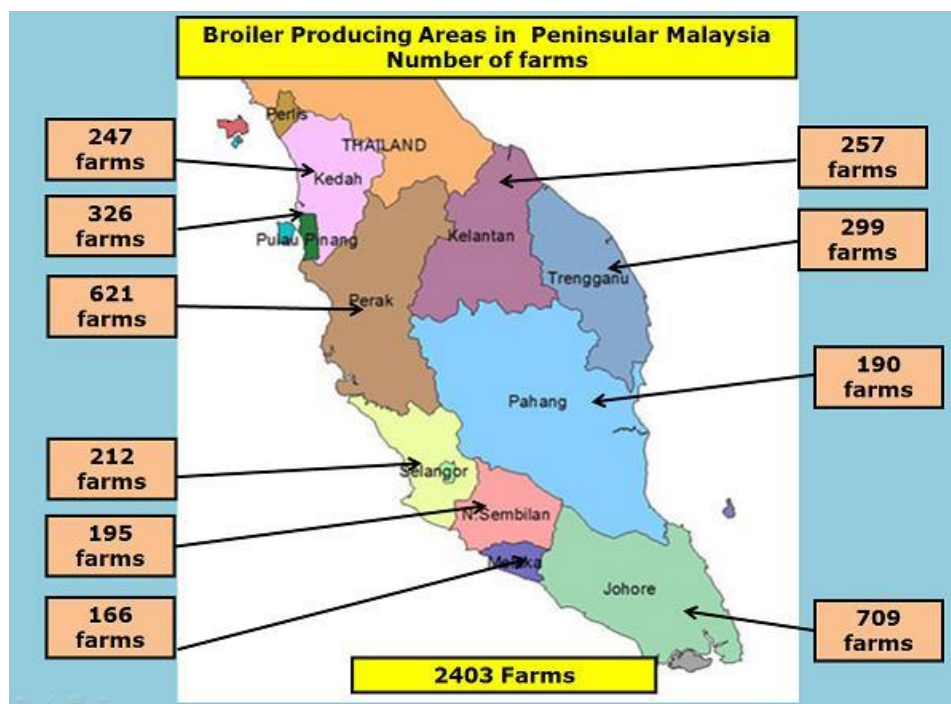 Broiler Producing Areas in Peninsular Malaysia
Number of farms
Perlis
THAILAND
Kedah
Pulau Pinang
Kelantan
Trengganu
Perak
Pahang
Selangor
N.Sembilan
Melaka
Johore
247
farms
326
farms
621
farms
212
farms
195
farms
166
farms
257
farms
299
farms
190
farms
709
farms
2403 Farms